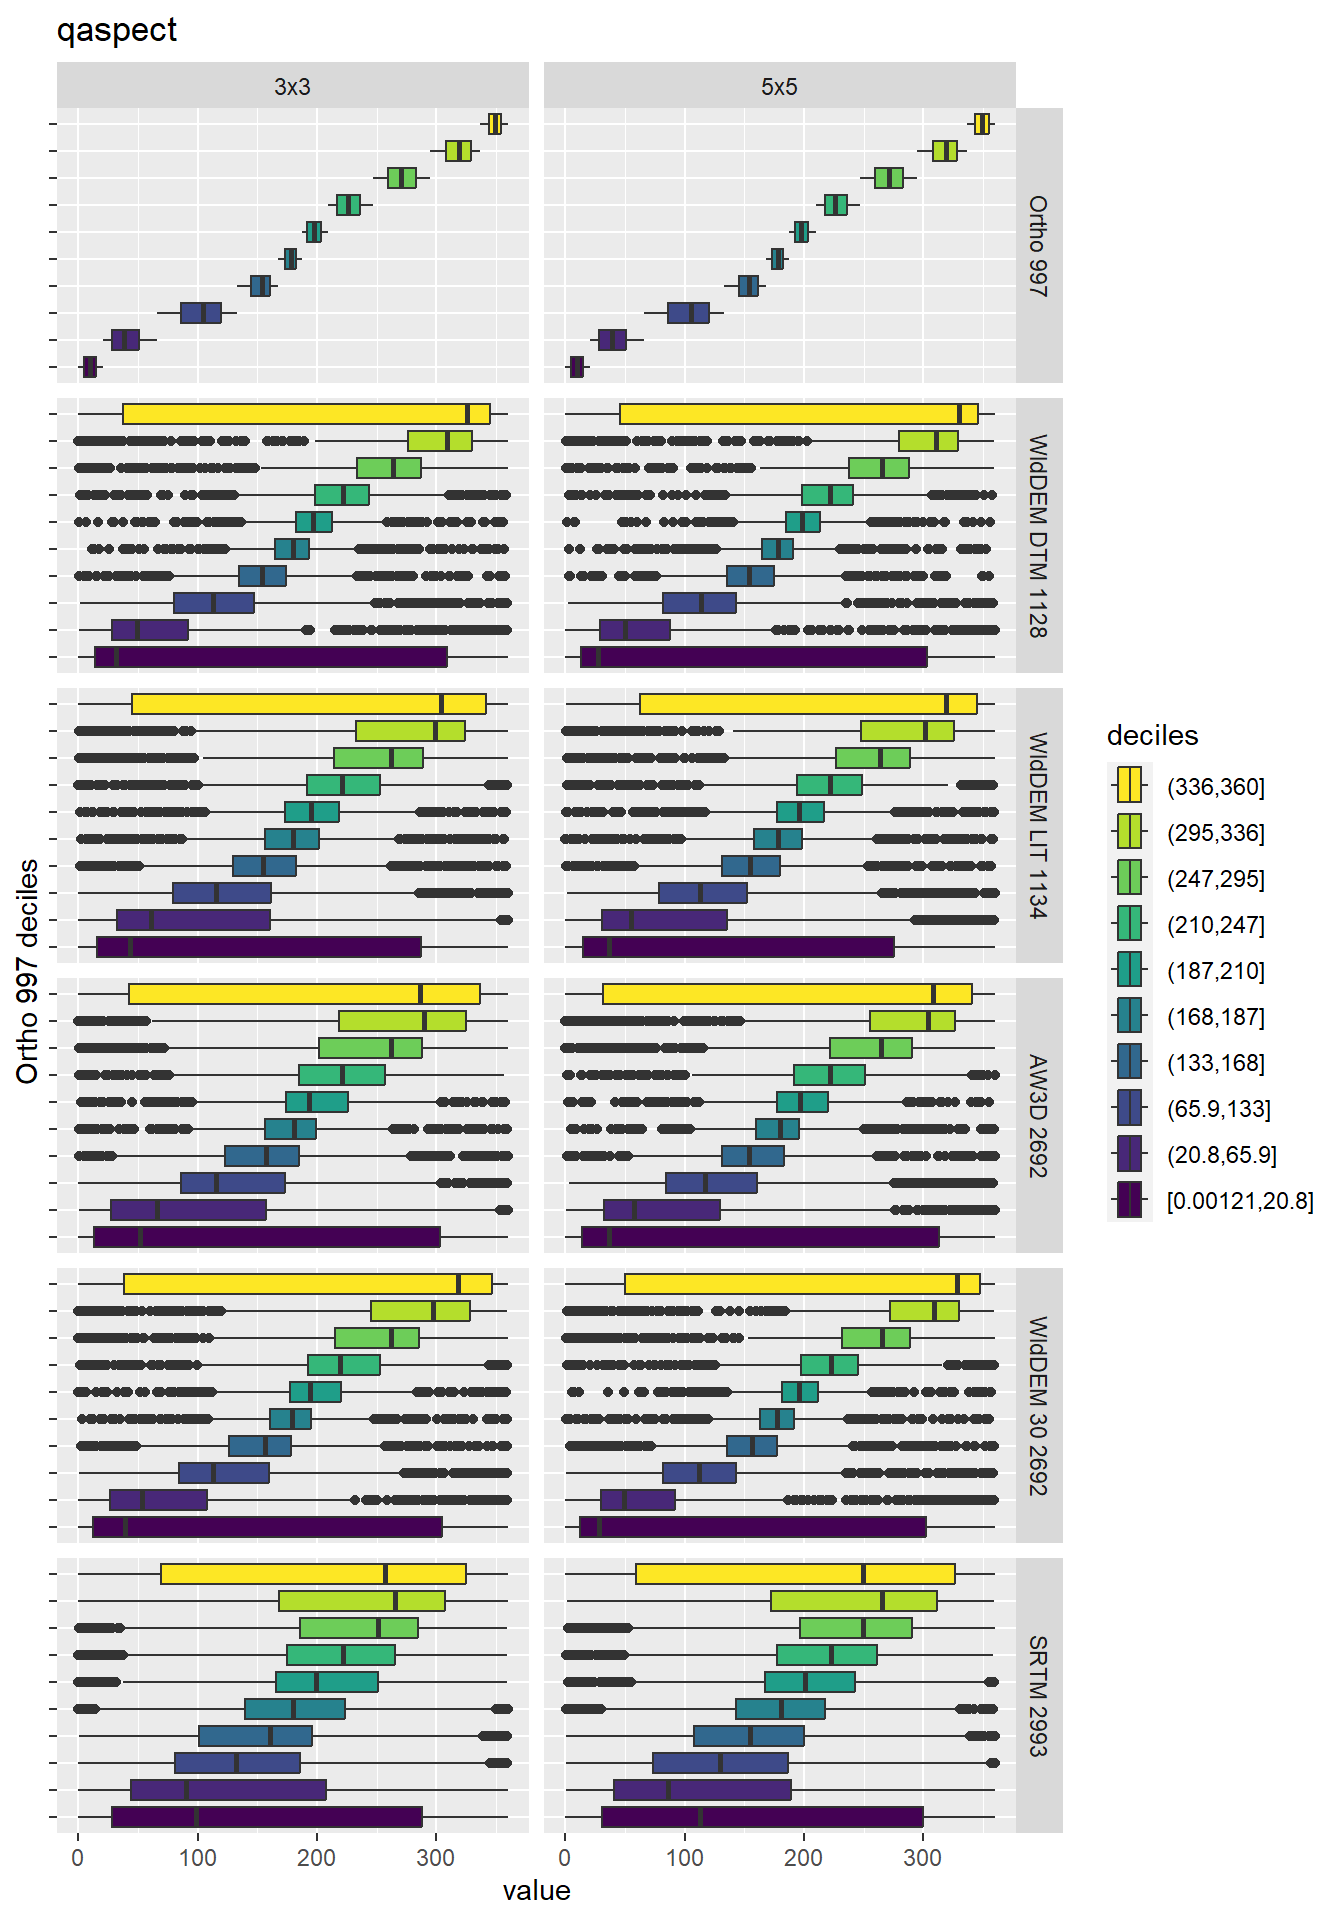 qaspect
3x3
5x5
Ortho 997
WldDEM DTM 1128
WldDEM LIT 1134
AW3D 2692
WldDEM 30 2692
SRTM 2993
Ortho 997 deciles
0 100 200 300
0 100 200 300
value
deciles
(336,360]
(295,336]
(247,295]
(210,247]
(187,210]
(168,187]
(133,168]
(65.9,133]
(20.8,65.9]
[0.00121,20.8]